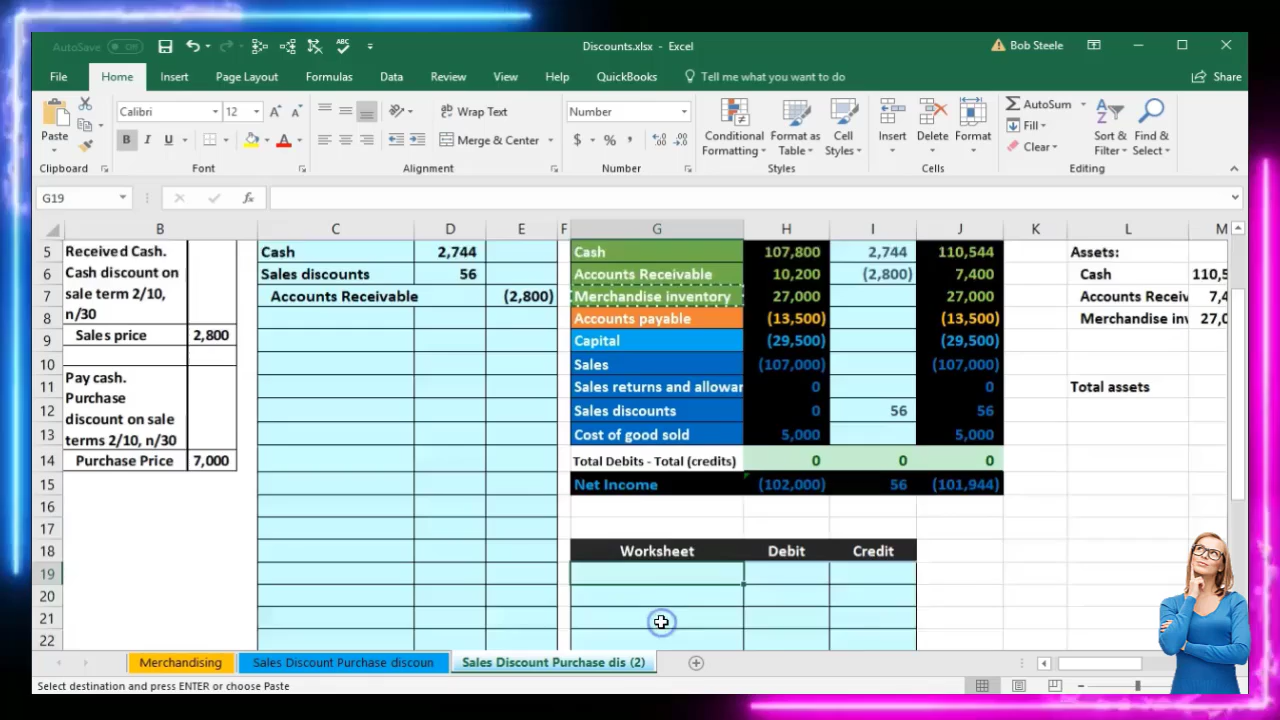 AutoSave Off Discounts.xlsx - Excel Bob Steele
File Home Insert Page Layout Formulas Data Review View Help QuickBooks Tell me what you want to do Share
Calibri 12 Wrap Text Number AutoSum
Paste B I U Merge & Center $ % , Conditional Formatting Format as Table Cell Styles Insert Delete Format Fill Clear Sort & Filter Find & Select
Clipboard Font Alignment Number Styles Cells Editing
G19 fx
B C D E F G H I J K L M
5 Received Cash. Cash 2,744 Cash 107,800 2,744 110,544 Assets:
6 Cash discount on Sales discounts 56 Accounts Receivable 10,200 (2,800) 7,400 Cash 110,5
7 sale term 2/10, Accounts Receivable (2,800) Merchandise inventory 27,000 27,000 Accounts Receiv 7,4
8 n/30 Accounts payable (13,500) (13,500) Merchandise inv 27,0
9 Sales price 2,800 Capital (29,500) (29,500)
10 Sales (107,000) (107,000)
11 Pay cash. Sales returns and allowar 0 0 Total assets
Purchase
12 discount on sale Sales discounts 0 56 56
13 terms 2/10, n/30 Cost of good sold 5,000 5,000
14 Purchase Price 7,000 Total Debits - Total (credits) 0 0 0
15 Net Income (102,000) 56 (101,944)
16
17
18 Worksheet Debit Credit
19
20
21
22
Merchandising Sales Discount Purchase discoun Sales Discount Purchase dis (2)
Select destination and press ENTER or choose Paste